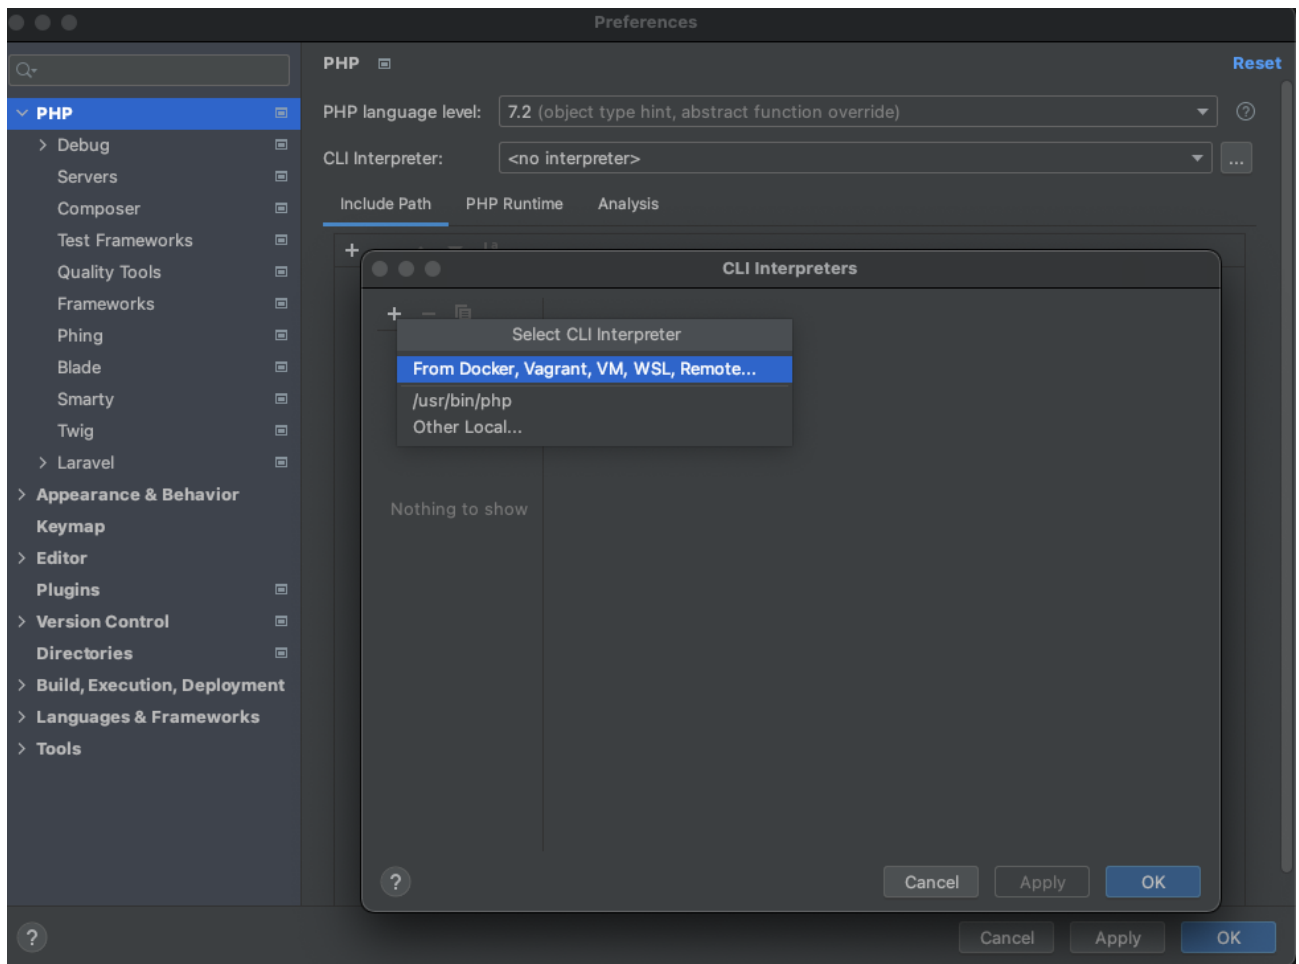 Preferences
PHP
Reset
PHP
PHP language level: 7.2 (object type hint, abstract function override)
Debug
CLI Interpreter: <no interpreter> ...
Servers
Include Path PHP Runtime Analysis
Composer
Test Frameworks
Quality Tools
Frameworks
Phing
Blade
Smarty
Twig
Laravel
Appearance & Behavior
Keymap
Editor
Plugins
Version Control
Directories
Build, Execution, Deployment
Languages & Frameworks
Tools
CLI Interpreters
Select CLI Interpreter
From Docker, Vagrant, VM, WSL, Remote...
/usr/bin/php
Other Local...
Nothing to show
? Cancel Apply OK
? Cancel Apply OK